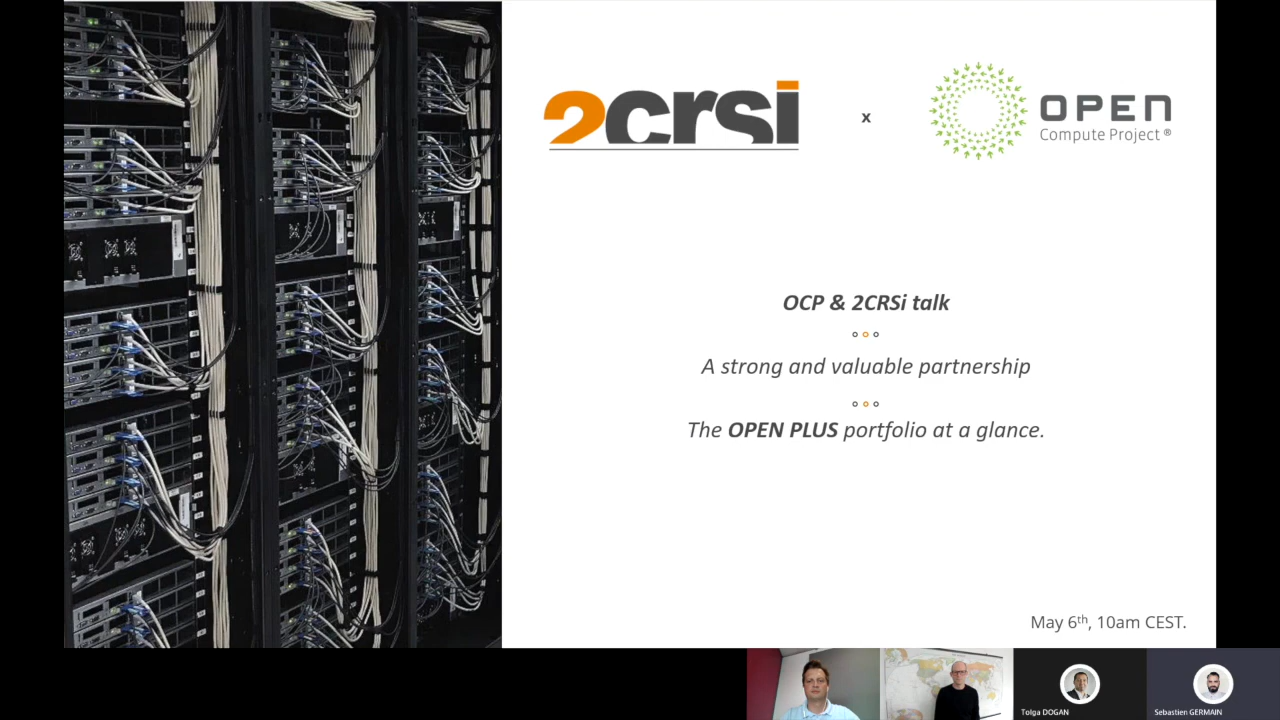 2crsi
x
OPEN
Compute Project ®
OCP & 2CRSi talk
A strong and valuable partnership
The OPEN PLUS portfolio at a glance.
May 6th, 10am CEST.
Tolga DOGAN
Sebastien GERMAIN